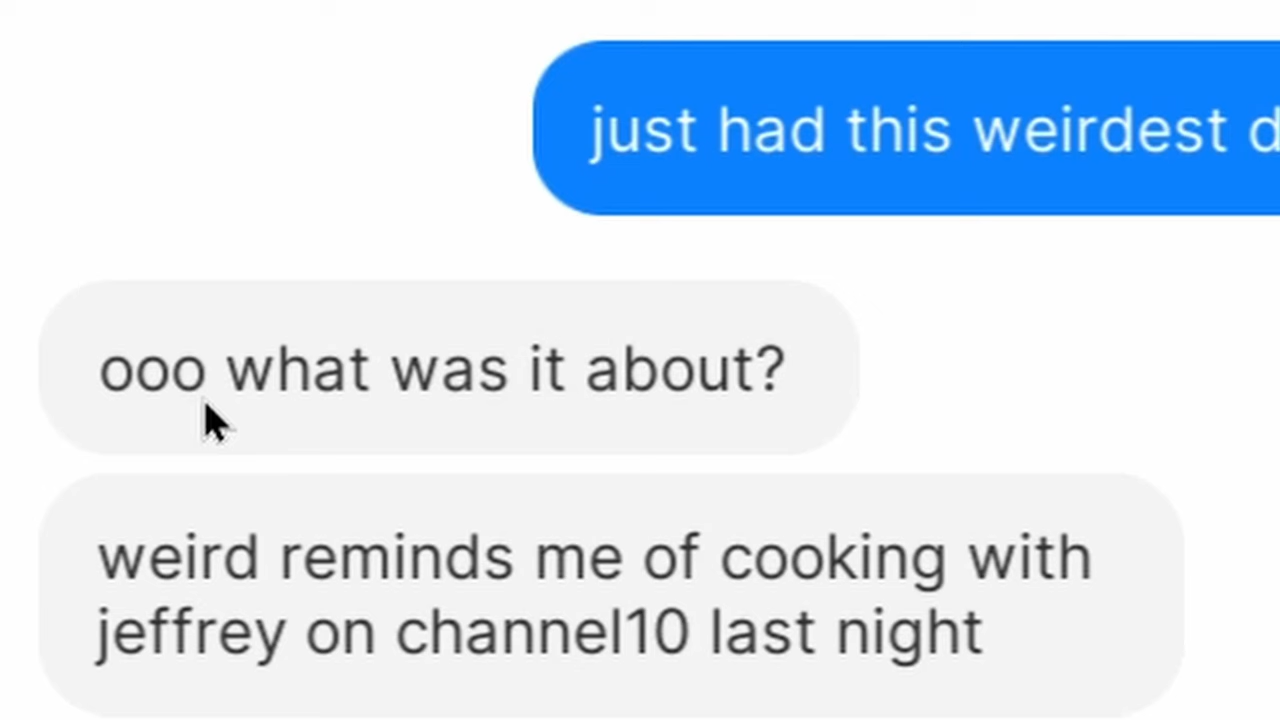 just had this weirdest
ooo what was it about?
weird reminds me of cooking with
jeffrey on channel10 last night